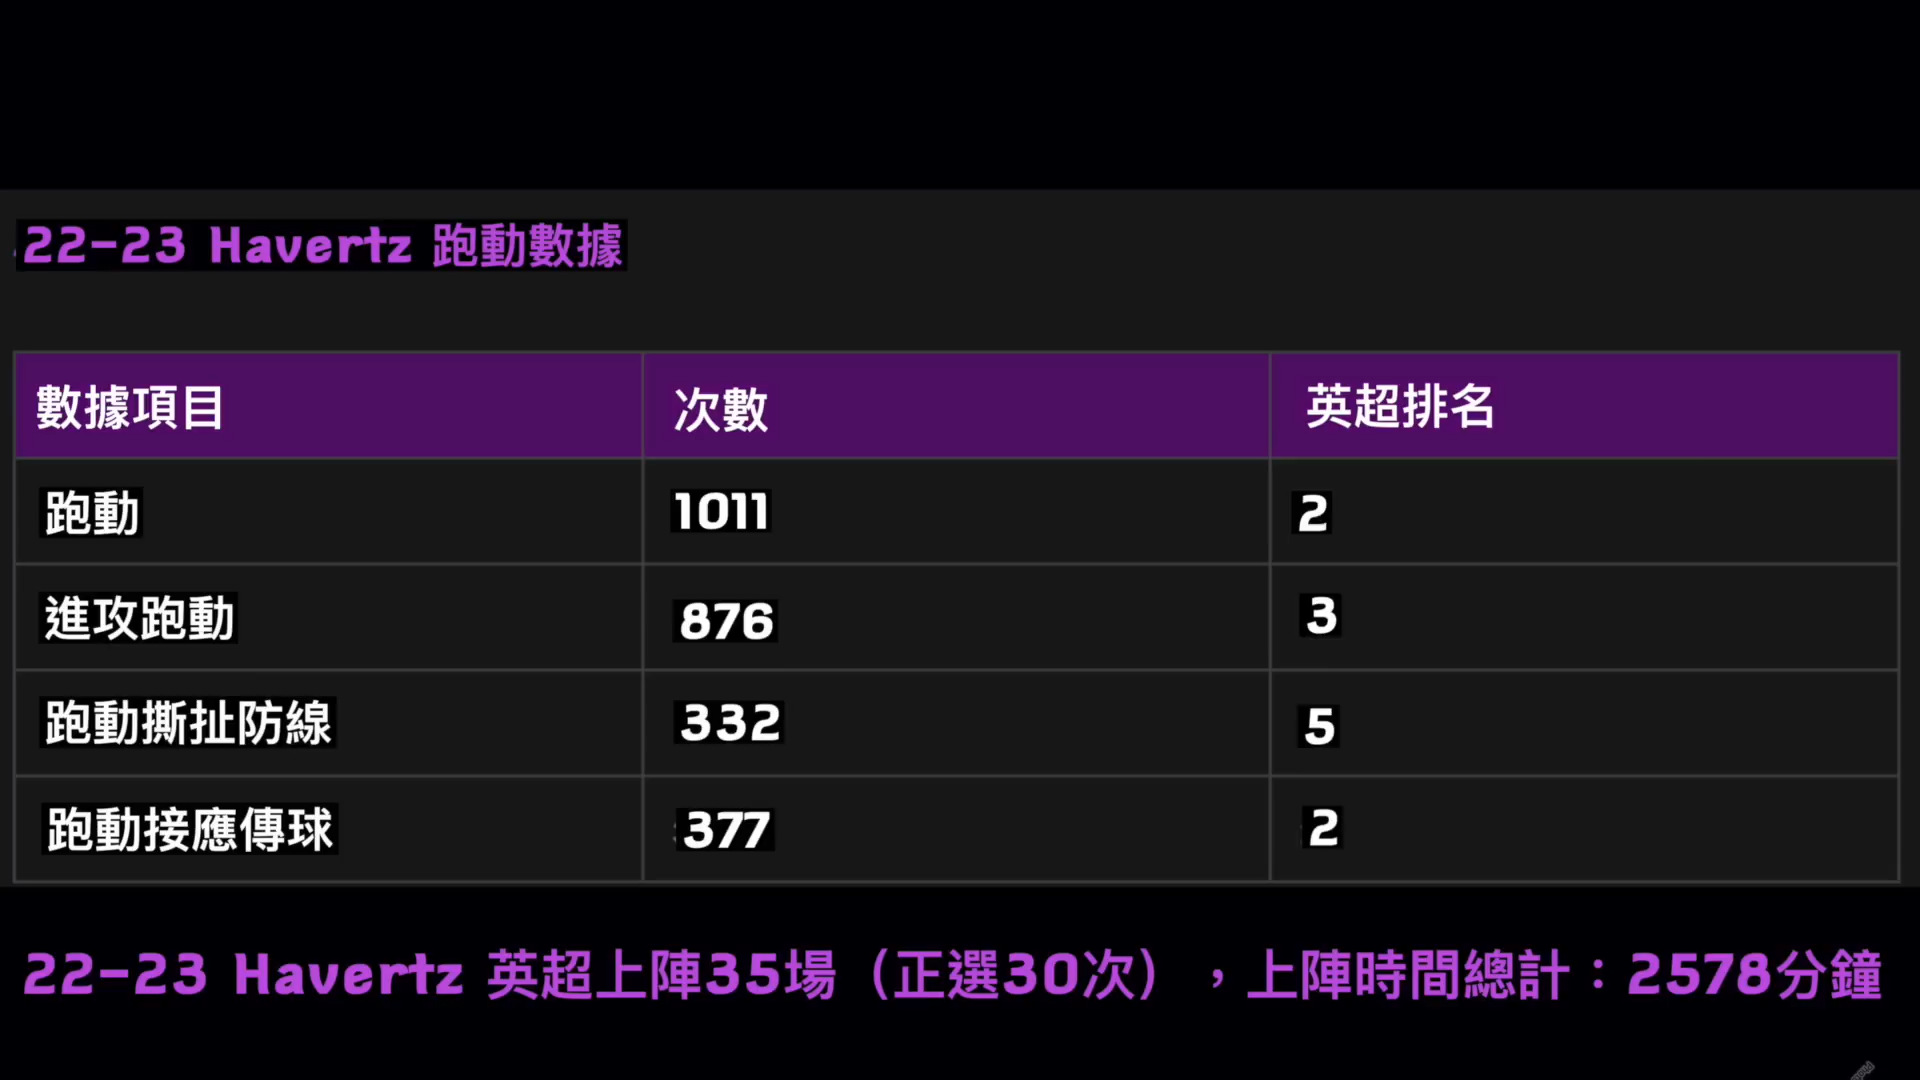 22-23 Havertz 跑動數據
數據項目 次數 英超排名
跑動 1011 2
進攻跑動 876 3
跑動撕扯防線 332 5
跑動接應傳球 377 2
22-23 Havertz 英超上陣35場（正選30次），上陣時間總計：2578分鐘